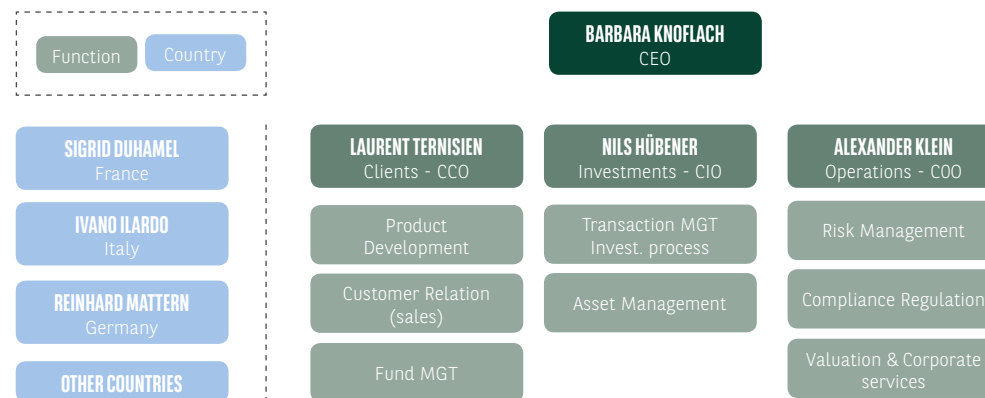 Function
Country
BARBARA KNOFLACH
CEO
SIGRID DUHAMEL
France
IVANO ILARDO
Italy
REINHARD MATTERN
Germany
OTHER COUNTRIES
LAURENT TERNISIEN
Clients - CCO
Product
Development
Customer Relation
(sales)
Fund MGT
NILS HÜBENER
Investments - CIO
Transaction MGT
Invest. process
Asset Management
ALEXANDER KLEIN
Operations - COO
Risk Management
Compliance Regulation
Valuation & Corporate
services